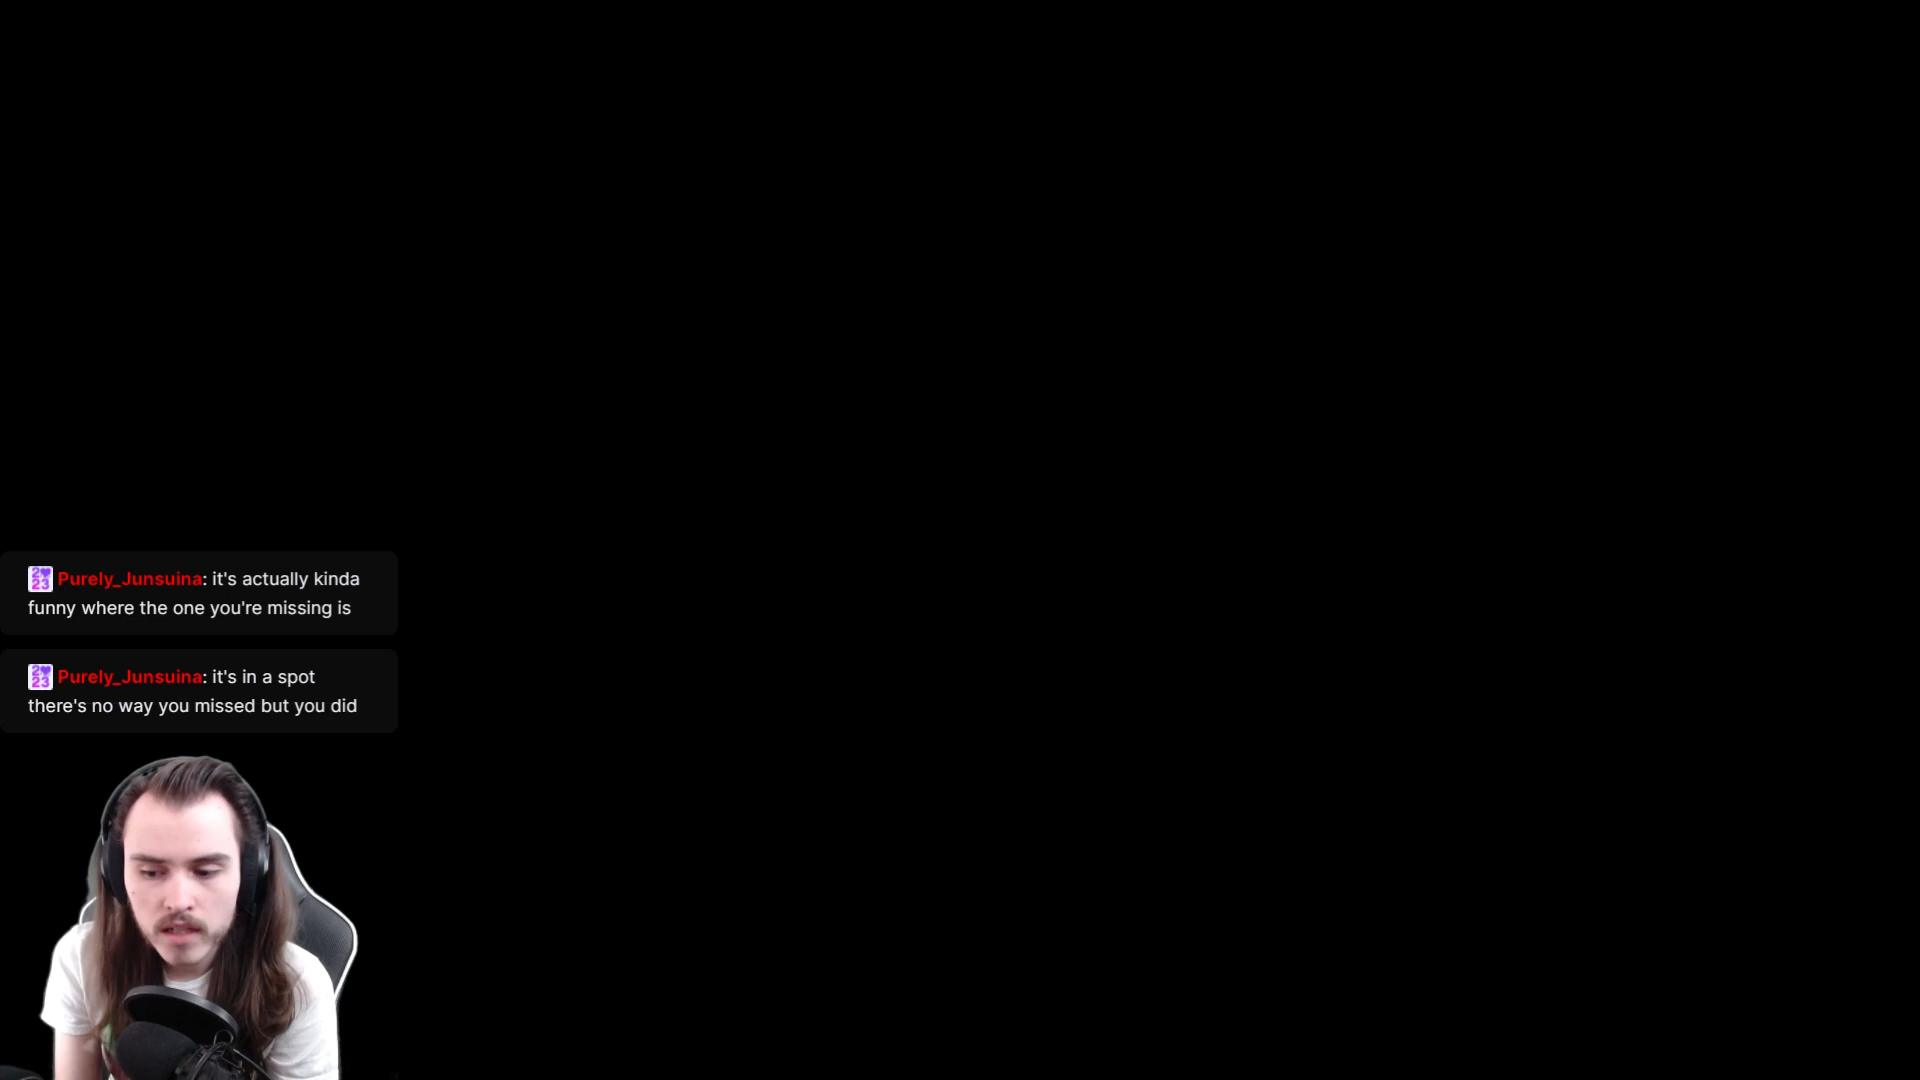 Purely_Junsuina: it's actually kinda
funny where the one you're missing is
Purely_Junsuina: it's in a spot
there's no way you missed but you did